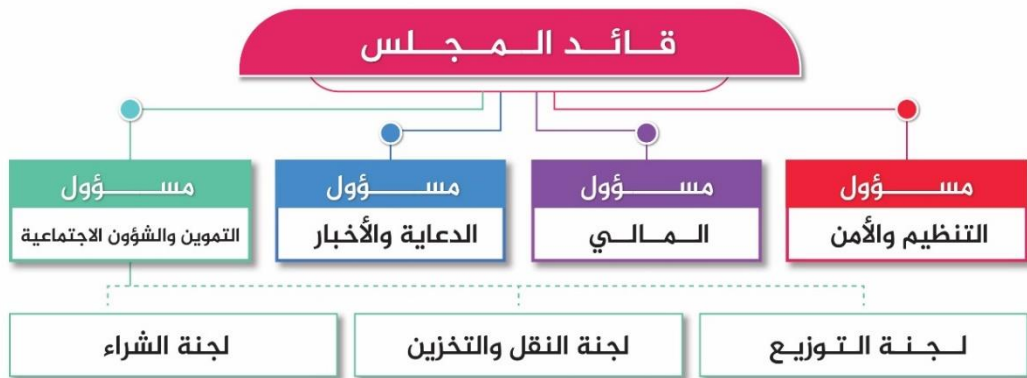 قائد المجلس
مسؤول
التنظيم والأمن
مسؤول
المالي
مسؤول
الدعاية والأخبار
مسؤول
التموين والشؤون الاجتماعية
لجنة التوزيع
لجنة النقل والتخزين
لجنة الشراء